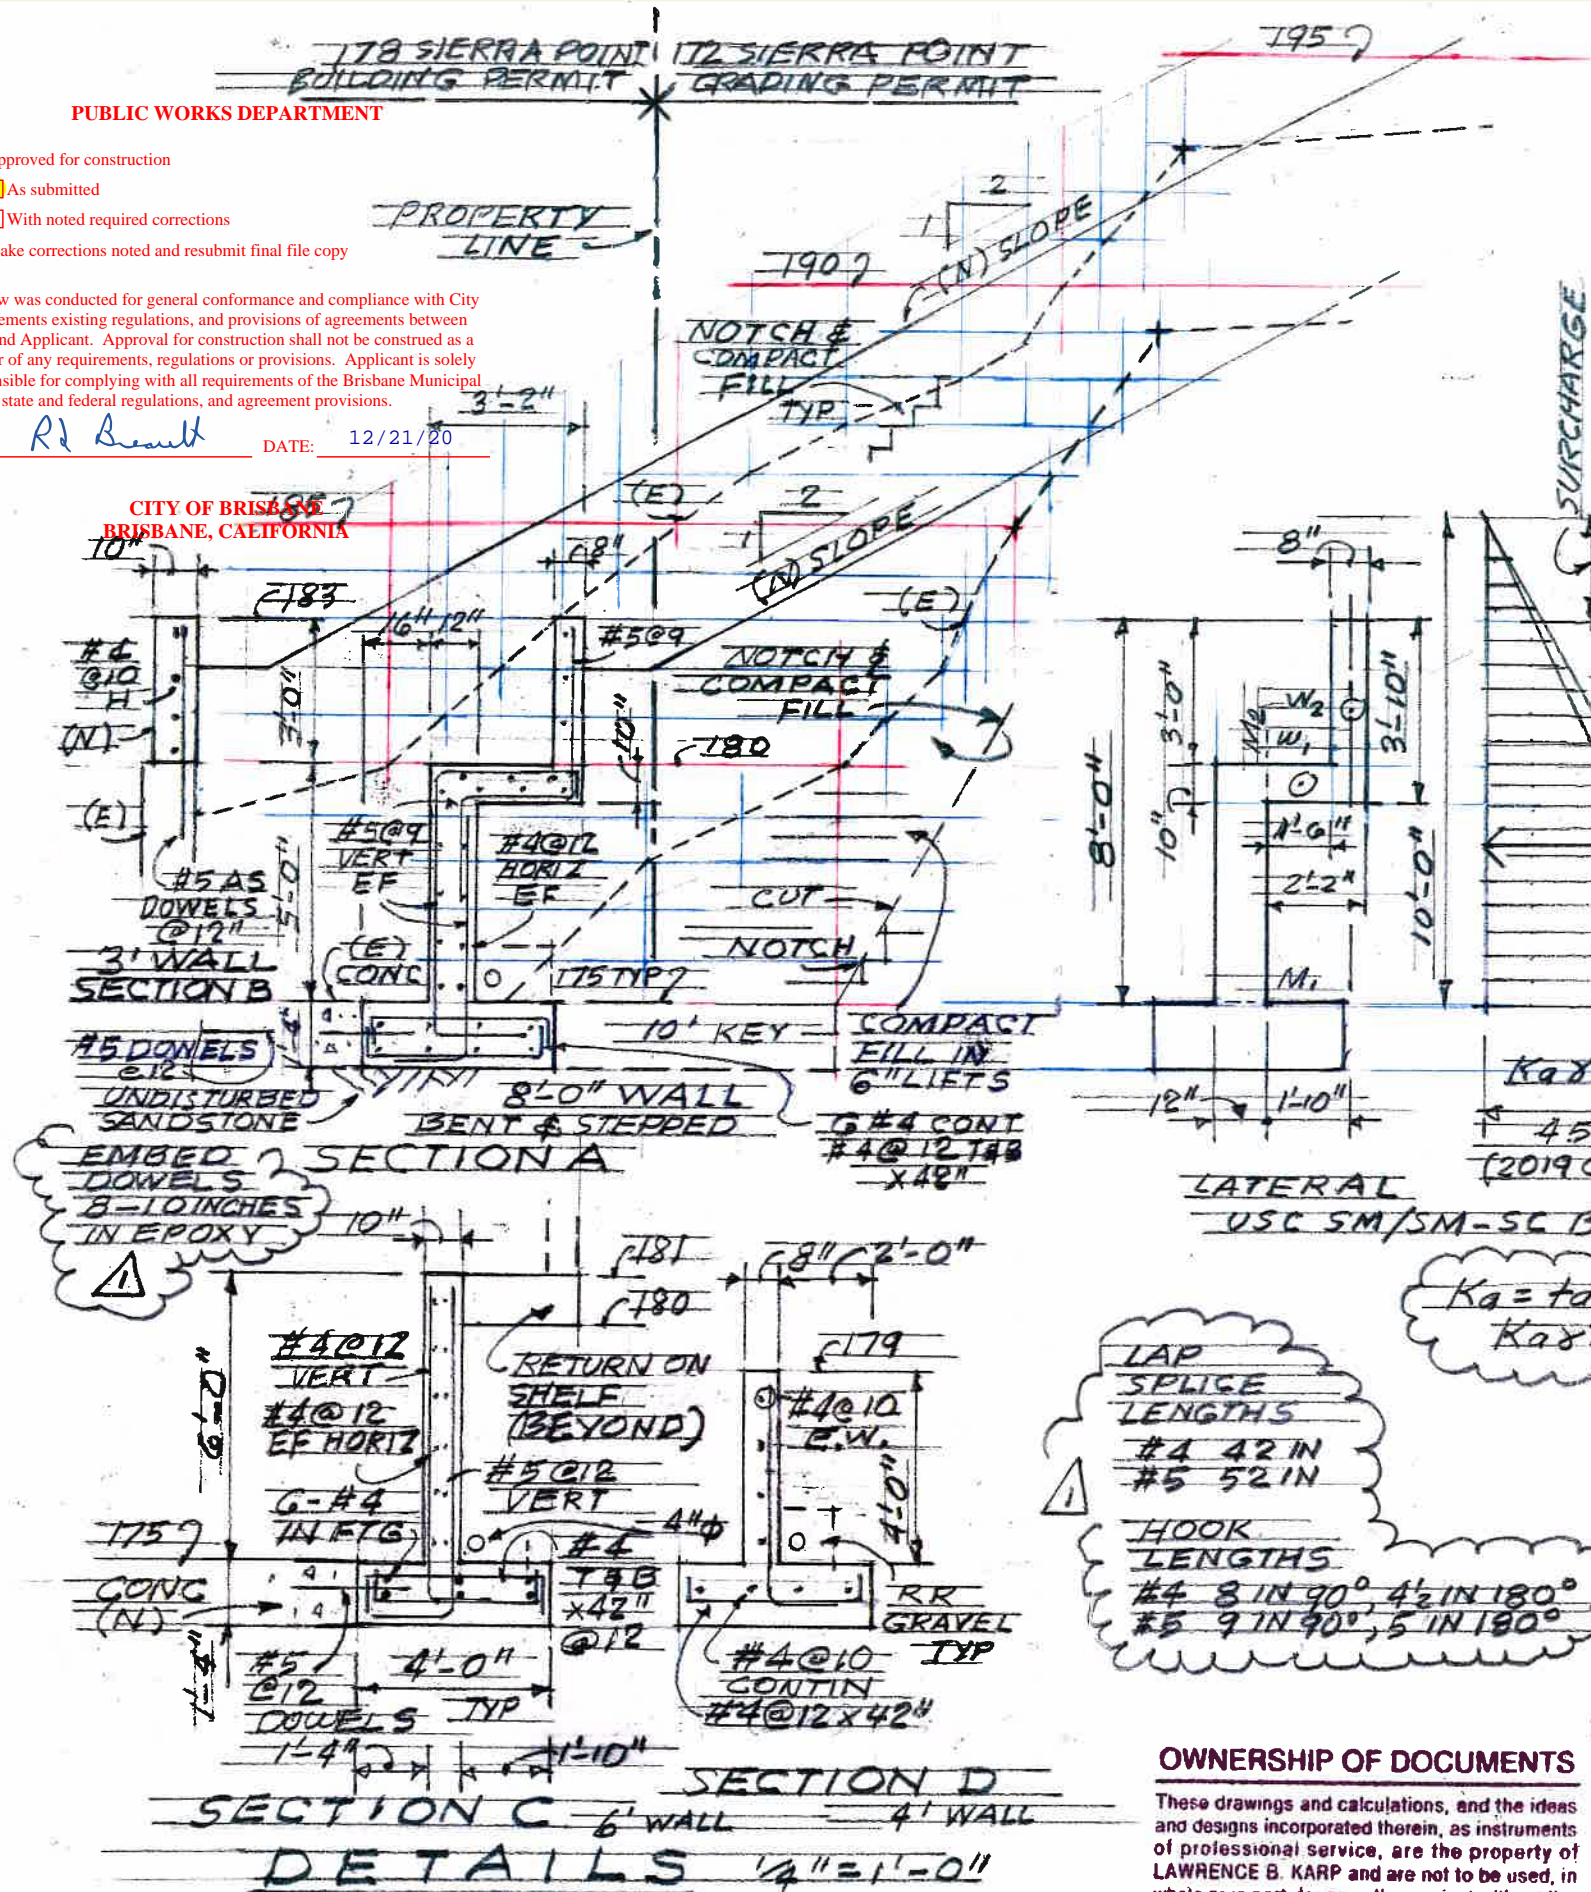 178 SIERRA POINT
BUILDING PERMIT
172 SIERRA POINT
GRADING PERMIT
195
PUBLIC WORKS DEPARTMENT
pproved for construction
As submitted
With noted required corrections
ake corrections noted and resubmit final file copy
w was conducted for general conformance and compliance with City
ements existing regulations, and provisions of agreements between
nd Applicant. Approval for construction shall not be construed as a
r of any requirements, regulations or provisions. Applicant is solely
nsible for complying with all requirements of the Brisbane Municipal
state and federal regulations, and agreement provisions.
DATE: 12/21/20
CITY OF BRISBANE
BRISBANE, CALIFORNIA
PROPERTY
LINE
2
1
(N) SLOPE
190
NOTCH &
COMPACT
FILL
TYP
SURCHARGE
3'-2"
185
(E)
2
1
(N) SLOPE
10"
8"
8"
183
(E)
16" 12"
#5@9
#4
@10
H
(N)
3'-0"
NOTCH &
COMPACT
FILL
10"
180
(E)
#5@9
VERT
EF
#4@12
HORIZ
EF
#5 AS
DOWELS
@12"
3' WALL
SECTION B
5'-0"
(E)
CONC
175 TYP
CUT
NOTCH
10' KEY
COMPACT
FILL IN
6" LIFTS
#5 DOWELS
@12
UNDISTURBED
SANDSTONE
8'-0" WALL
BENT & STEPPED
SECTION A
6 #4 CONT
#4@12 T&B
x48"
8'-0"
3'-0"
10"
M2
W2
W1
3'-10"
1'-6"
2'-2"
10'-0"
M1
12"
1'-10"
Kaγ
45
(2019 C
LATERAL
USC SM/SM-SC
Ka = ta
Kaγ
EMBED
DOWELS
8-10 INCHES
IN EPOXY
1
10"
181
180
8"
2'-0"
179
#4@12
VERT
#4@12
EF HORIZ
6'-0"
RETURN ON
SHELF
(BEYOND)
#5@12
VERT
#4@10
E.W.
4'-0"
6-#4
IN FTG
4"φ
175
CONC
(N)
#4
T&B
x42"
@12
RR
GRAVEL
TYP
#5
@12
DOWELS
4'-0"
TYP
#4@10
CONTIN
#4@12x42"
1'-4"
1'-10"
SECTION C
6' WALL
SECTION D
4' WALL
DETAILS 1/4"=1'-0"
LAP
SPLICE
LENGTHS
#4 42 IN
#5 52 IN
1
HOOK
LENGTHS
#4 8 IN 90°, 4½ IN 180°
#5 9 IN 90°, 5 IN 180°
OWNERSHIP OF DOCUMENTS
These drawings and calculations, and the ideas
and designs incorporated therein, as instruments
of professional service, are the property of
LAWRENCE B. KARP and are not to be used, in